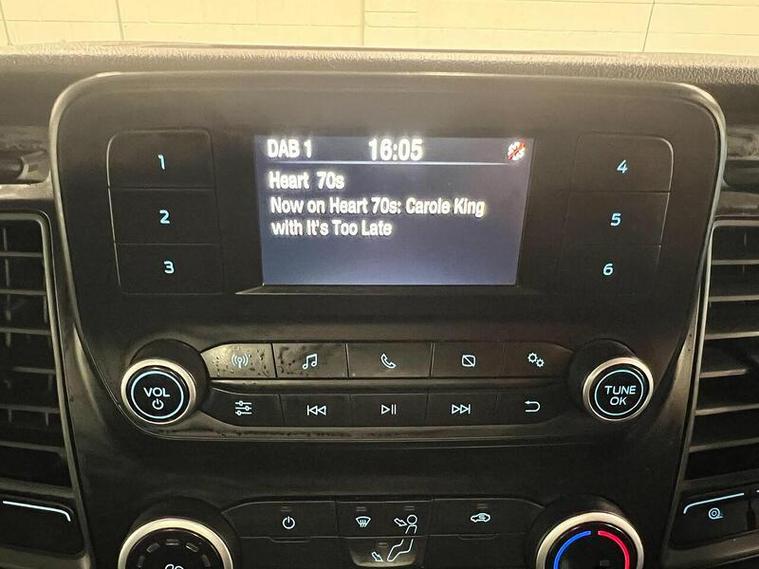 DAB 1 16:05
Heart 70s
Now on Heart 70s: Carole King
with It's Too Late
1
2
3
4
5
6
VOL
TUNE
OK